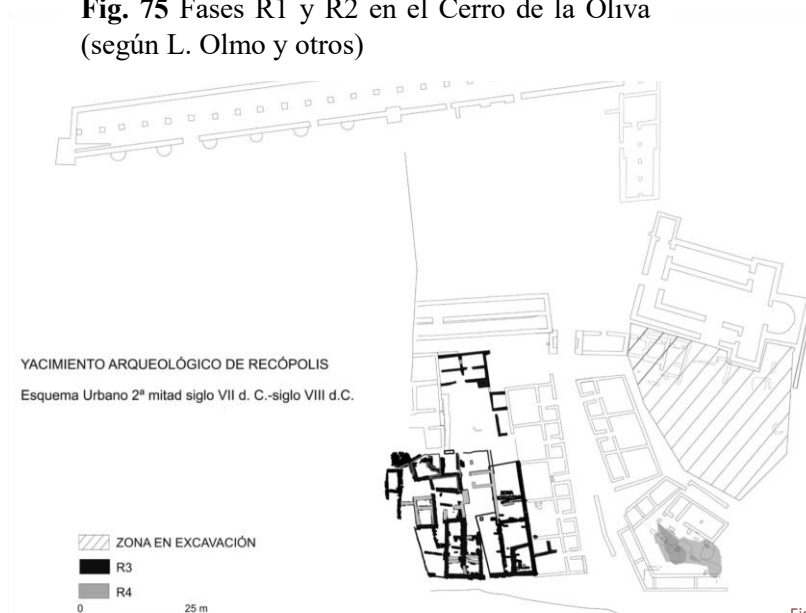 Fig. 75 Fases R1 y R2 en el Cerro de la Oliva
(según L. Olmo y otros)
YACIMIENTO ARQUEOLÓGICO DE RECÓPOLIS
Esquema Urbano 2ª mitad siglo VII d. C.-siglo VIII d.C.
ZONA EN EXCAVACIÓN
R3
R4
0 25 m